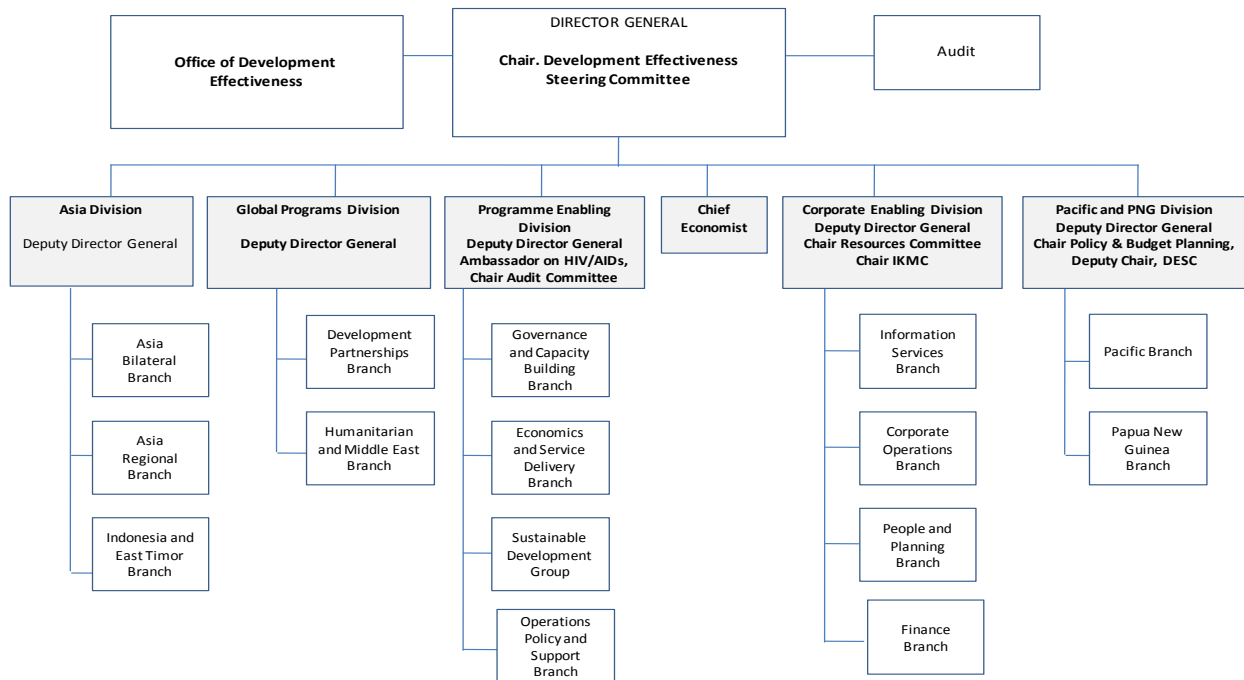 DIRECTOR GENERAL
Chair. Development Effectiveness
Steering Committee
Office of Development
Effectiveness
Audit
Asia Division
Deputy Director General
Global Programs Division
Deputy Director General
Programme Enabling
Division
Deputy Director General
Ambassador on HIV/AIDs,
Chair Audit Committee
Chief
Economist
Corporate Enabling Division
Deputy Director General
Chair Resources Committee
Chair IKMC
Pacific and PNG Division
Deputy Director General
Chair Policy & Budget Planning,
Deputy Chair, DESC
Asia
Bilateral
Branch
Asia
Regional
Branch
Indonesia and
East Timor
Branch
Development
Partnerships
Branch
Humanitarian
and Middle East
Branch
Governance
and Capacity
Building Branch
Economics
and Service
Delivery
Branch
Sustainable
Development
Group
Operations
Policy and
Support
Branch
Information
Services
Branch
Corporate
Operations
Branch
People and
Planning
Branch
Finance
Branch
Pacific Branch
Papua New
Guinea
Branch